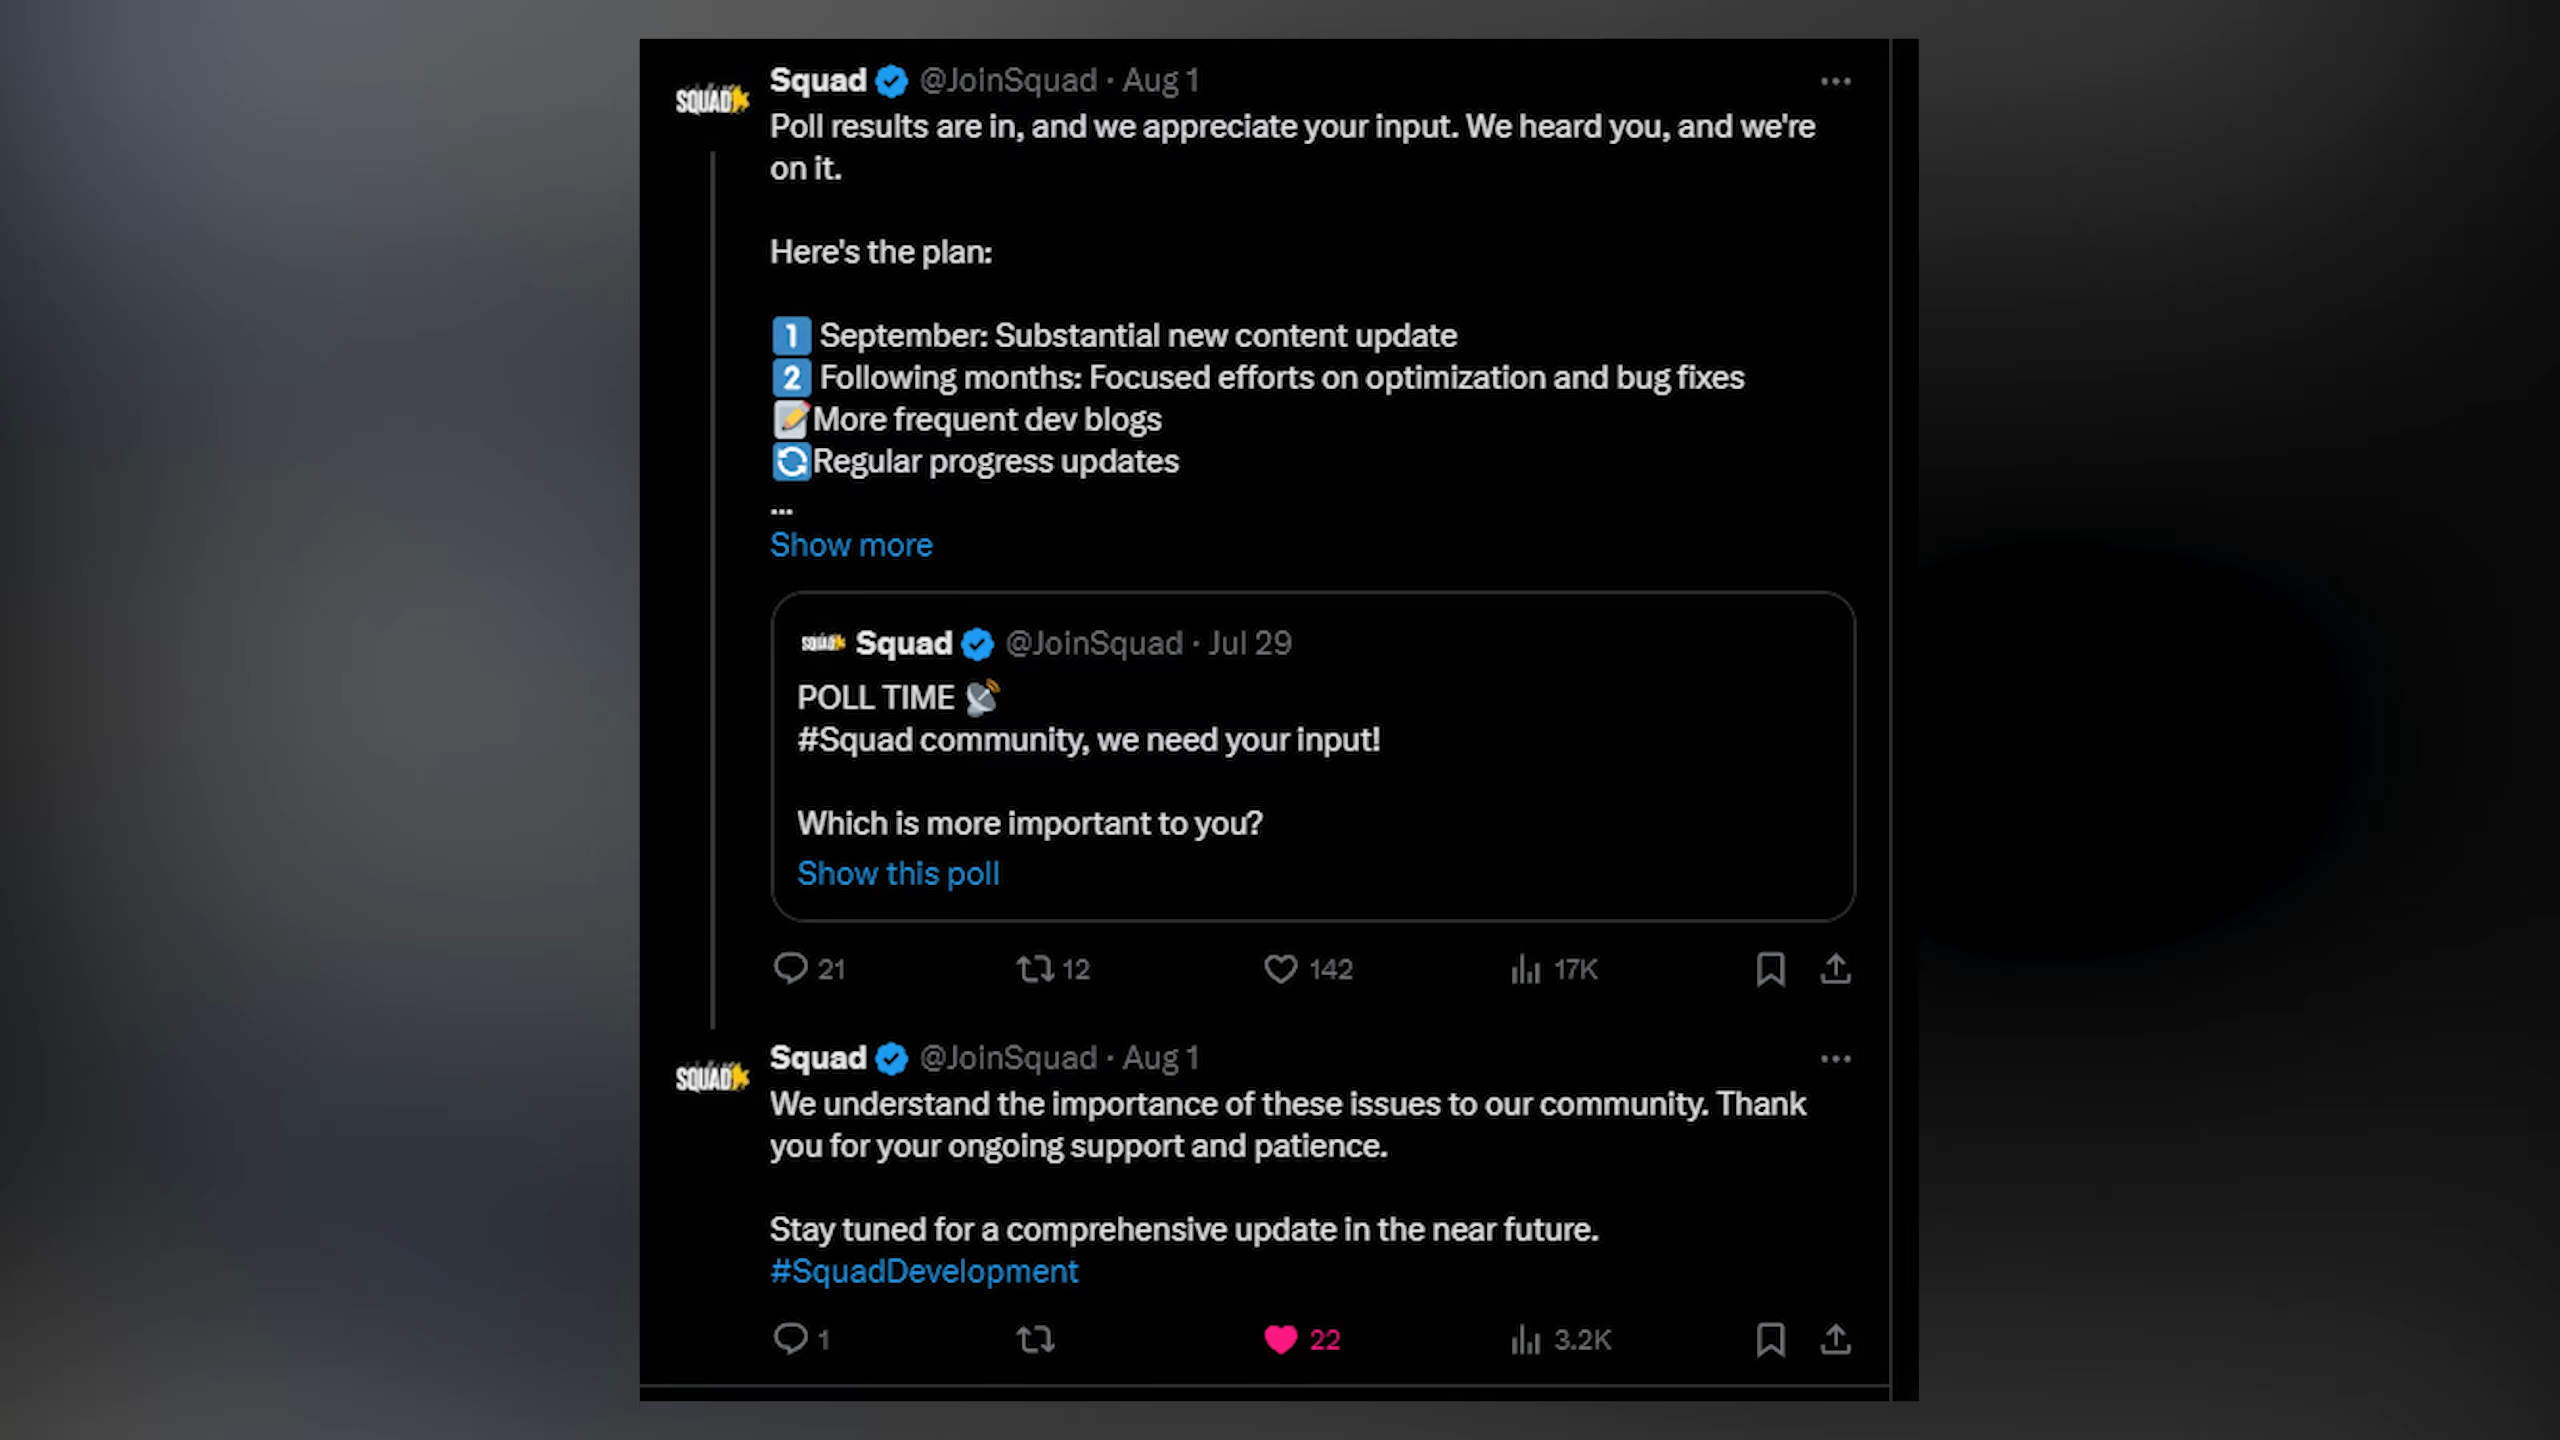 SQUAD
Squad @JoinSquad · Aug 1
Poll results are in, and we appreciate your input. We heard you, and we're
on it.
Here's the plan:
1 September: Substantial new content update
2 Following months: Focused efforts on optimization and bug fixes
📝More frequent dev blogs
🔄Regular progress updates
...
Show more
SQUAD
Squad @JoinSquad · Jul 29
POLL TIME 📡
#Squad community, we need your input!
Which is more important to you?
Show this poll
21 12 142 17K
SQUAD
Squad @JoinSquad · Aug 1
We understand the importance of these issues to our community. Thank
you for your ongoing support and patience.
Stay tuned for a comprehensive update in the near future.
#SquadDevelopment
1 22 3.2K